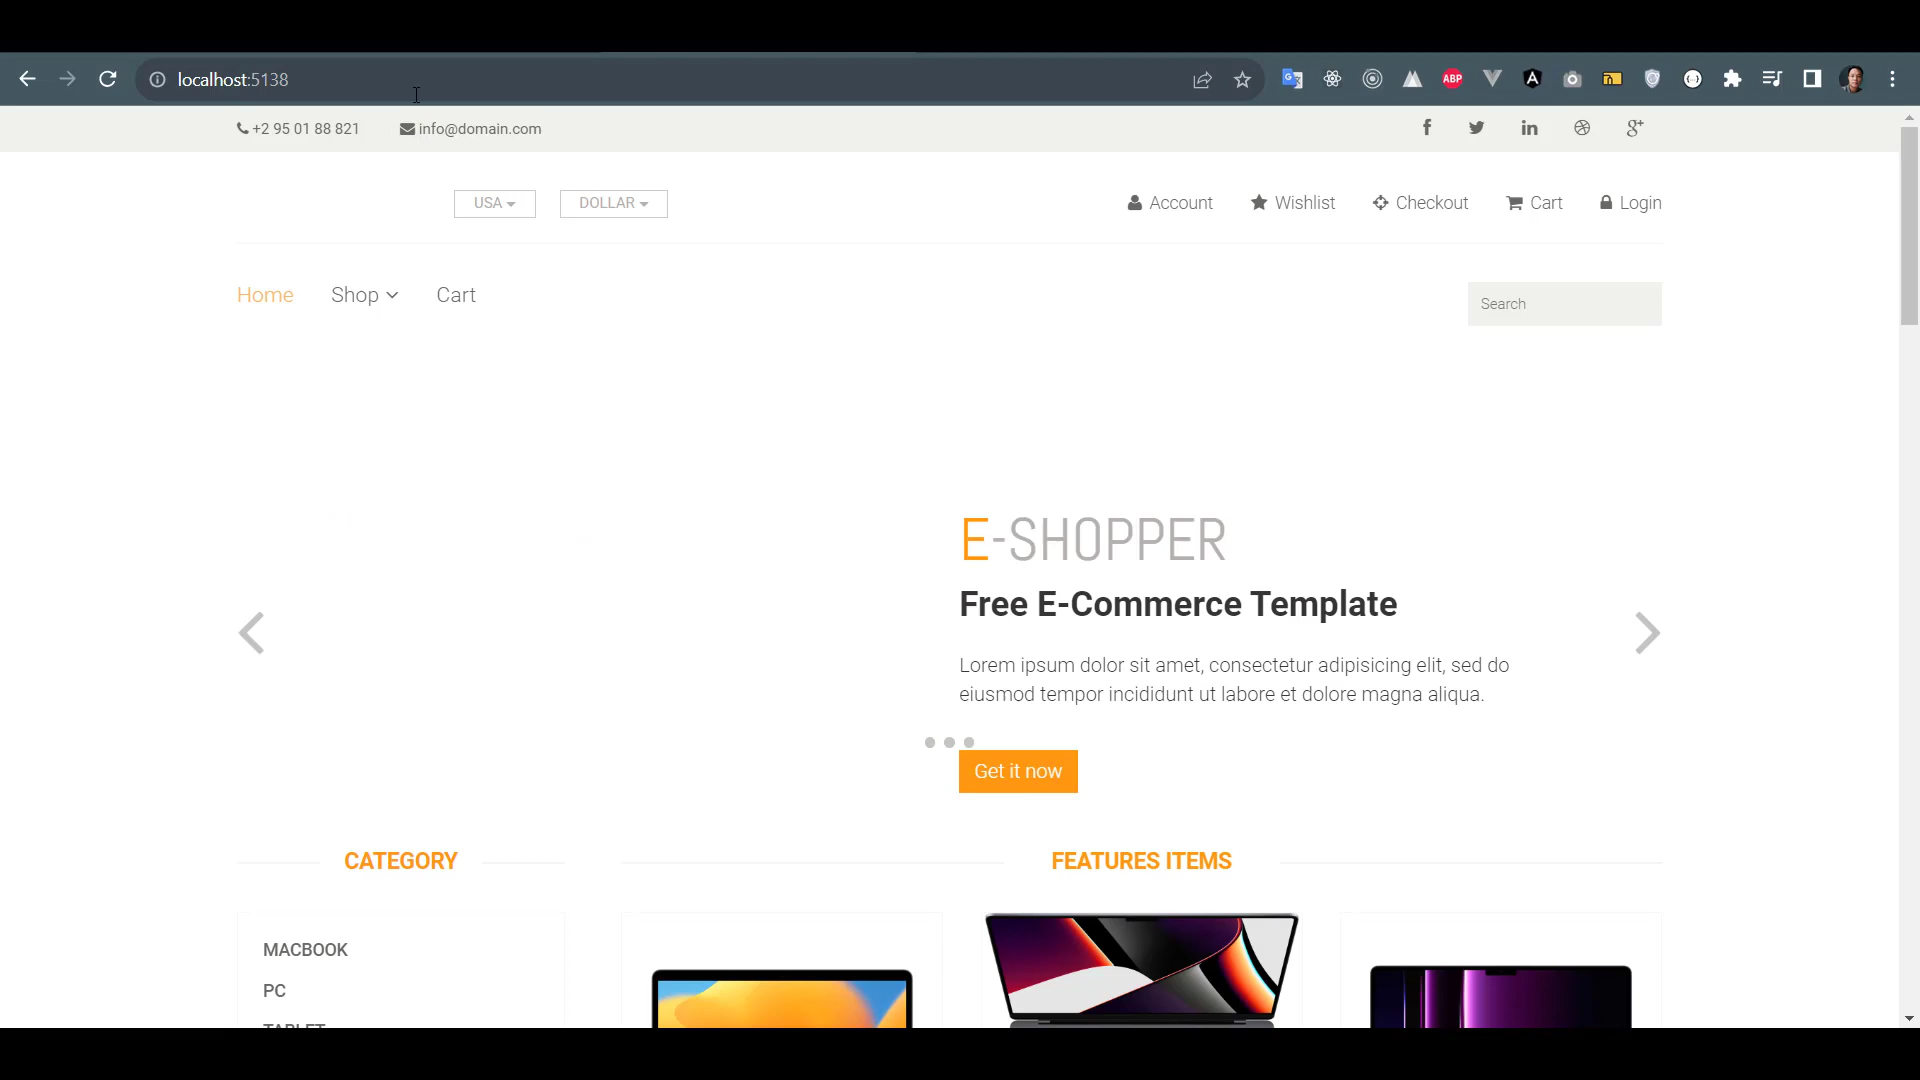 localhost:5138
ABP
+2 95 01 88 821 info@domain.com
USA DOLLAR Account Wishlist Checkout Cart Login
Home Shop Cart Search
E-SHOPPER
Free E-Commerce Template
Lorem ipsum dolor sit amet, consectetur adipisicing elit, sed do
eiusmod tempor incididunt ut labore et dolore magna aliqua.
Get it now
CATEGORY FEATURES ITEMS
MACBOOK
PC
TABLET